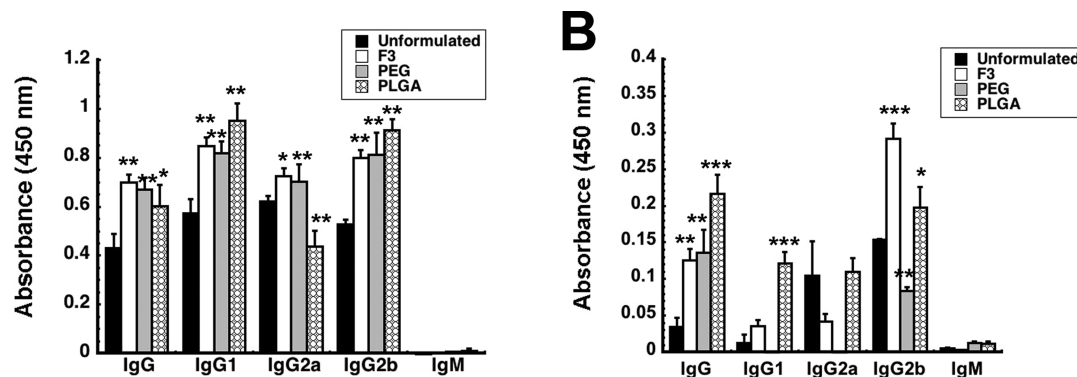 Absorbance (450 nm)
1.2
1
0.8
0.6
0.4
0.2
0
Unformulated
F3
PEG
PLGA
** ** *
** ** **
* ** **
** ** **
IgG IgG1 IgG2a IgG2b IgM
B
Absorbance (450 nm)
0.4
0.35
0.3
0.25
0.2
0.15
0.1
0.05
0
Unformulated
F3
PEG
PLGA
** ** ***
***
*** ** *
IgG IgG1 IgG2a IgG2b IgM